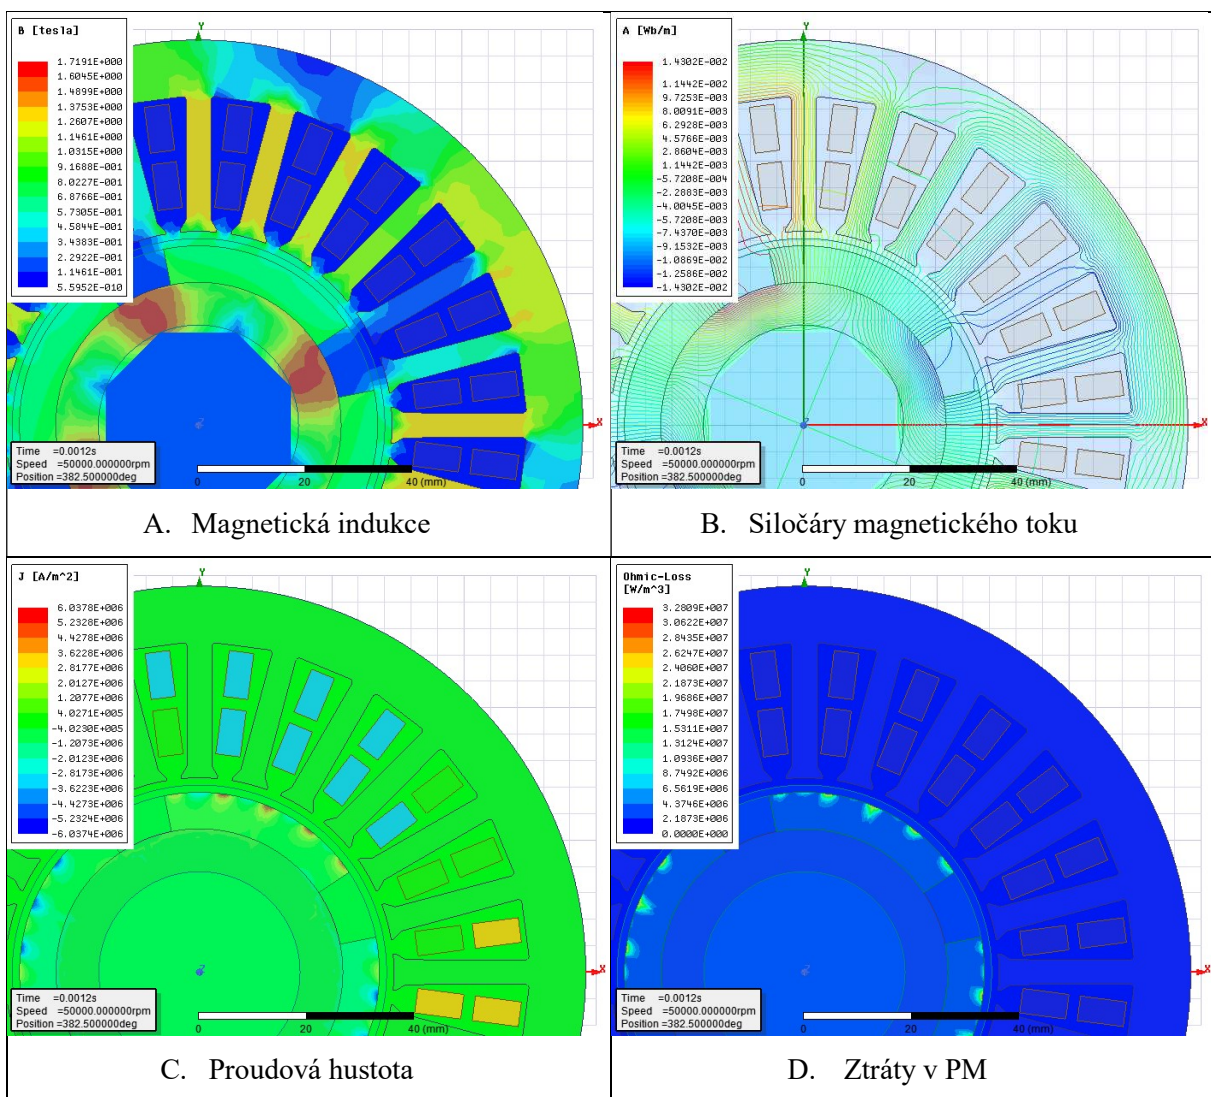 B [tesla]
1.7191E+000
1.6045E+000
1.4899E+000
1.3753E+000
1.2607E+000
1.1461E+000
1.0315E+000
9.1688E-001
8.0227E-001
6.8766E-001
5.7305E-001
4.5844E-001
3.4383E-001
2.2922E-001
1.1461E-001
5.5952E-010
Y
X
Z
Time =0.0012s
Speed =50000.000000rpm
Position =382.500000deg
0 20 40 (mm)
A. Magnetická indukce
A [Wb/m]
1.4302E-002
1.1442E-002
9.7253E-003
8.0091E-003
6.2928E-003
4.5766E-003
2.8604E-003
1.1442E-003
-5.7208E-004
-2.2883E-003
-4.0045E-003
-5.7208E-003
-7.4370E-003
-9.1532E-003
-1.0869E-002
-1.2586E-002
-1.4302E-002
Y
X
Time =0.0012s
Speed =50000.000000rpm
Position =382.500000deg
0 20 40 (mm)
B. Siločáry magnetického toku
J [A/m^2]
6.0378E+006
5.2328E+006
4.4278E+006
3.6228E+006
2.8177E+006
2.0127E+006
1.2077E+006
4.0271E+005
-4.0230E+005
-1.2073E+006
-2.0123E+006
-2.8173E+006
-3.6223E+006
-4.4273E+006
-5.2324E+006
-6.0374E+006
Y
X
Z
Time =0.0012s
Speed =50000.000000rpm
Position =382.500000deg
0 20 40 (mm)
C. Proudová hustota
Ohmic-Loss
[W/m^3]
3.2809E+007
3.0622E+007
2.8435E+007
2.6247E+007
2.4060E+007
2.1873E+007
1.9686E+007
1.7498E+007
1.5311E+007
1.3124E+007
1.0936E+007
8.7492E+006
6.5619E+006
4.3746E+006
2.1873E+006
0.0000E+000
Y
X
Z
Time =0.0012s
Speed =50000.000000rpm
Position =382.500000deg
0 20 40 (mm)
D. Ztráty v PM